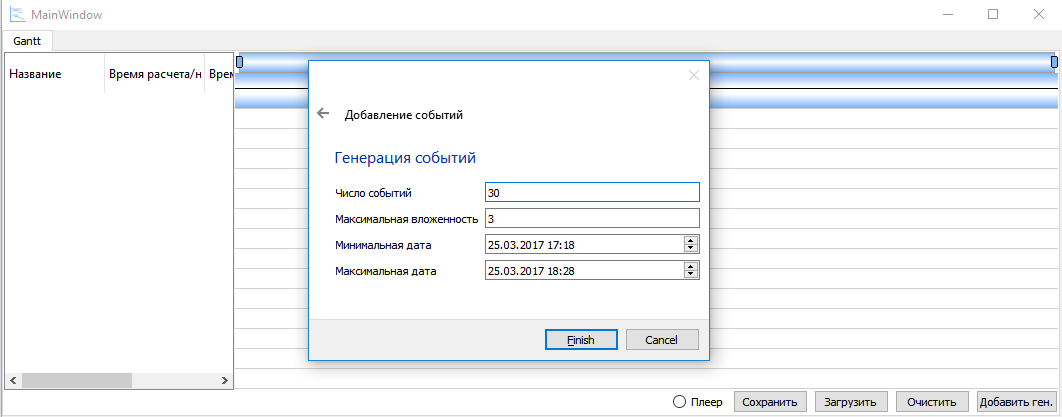 MainWindow
Gantt
Название Время расчета/н Врем
Добавление событий
Генерация событий
Число событий 30
Максимальная вложенность 3
Минимальная дата 25.03.2017 17:18
Максимальная дата 25.03.2017 18:28
Finish Cancel
Плеер Сохранить Загрузить Очистить Добавить ген.